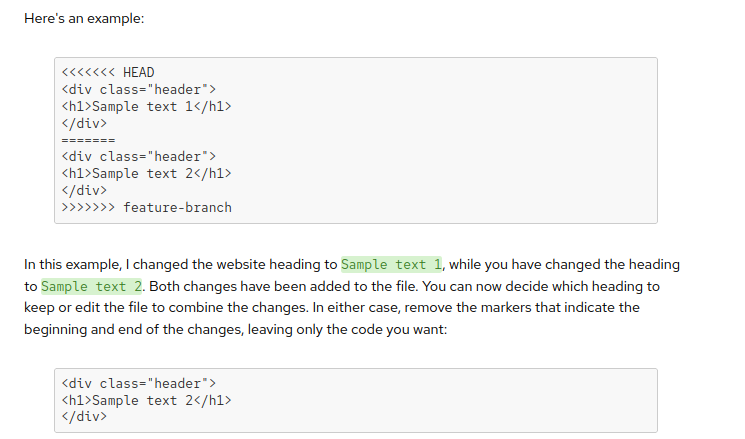 Here's an example:
<<<<<<< HEAD
<div class="header">
<h1>Sample text 1</h1>
</div>
=======
<div class="header">
<h1>Sample text 2</h1>
</div>
>>>>>>> feature-branch
In this example, I changed the website heading to Sample text 1, while you have changed the heading
to Sample text 2. Both changes have been added to the file. You can now decide which heading to
keep or edit the file to combine the changes. In either case, remove the markers that indicate the
beginning and end of the changes, leaving only the code you want:
<div class="header">
<h1>Sample text 2</h1>
</div>